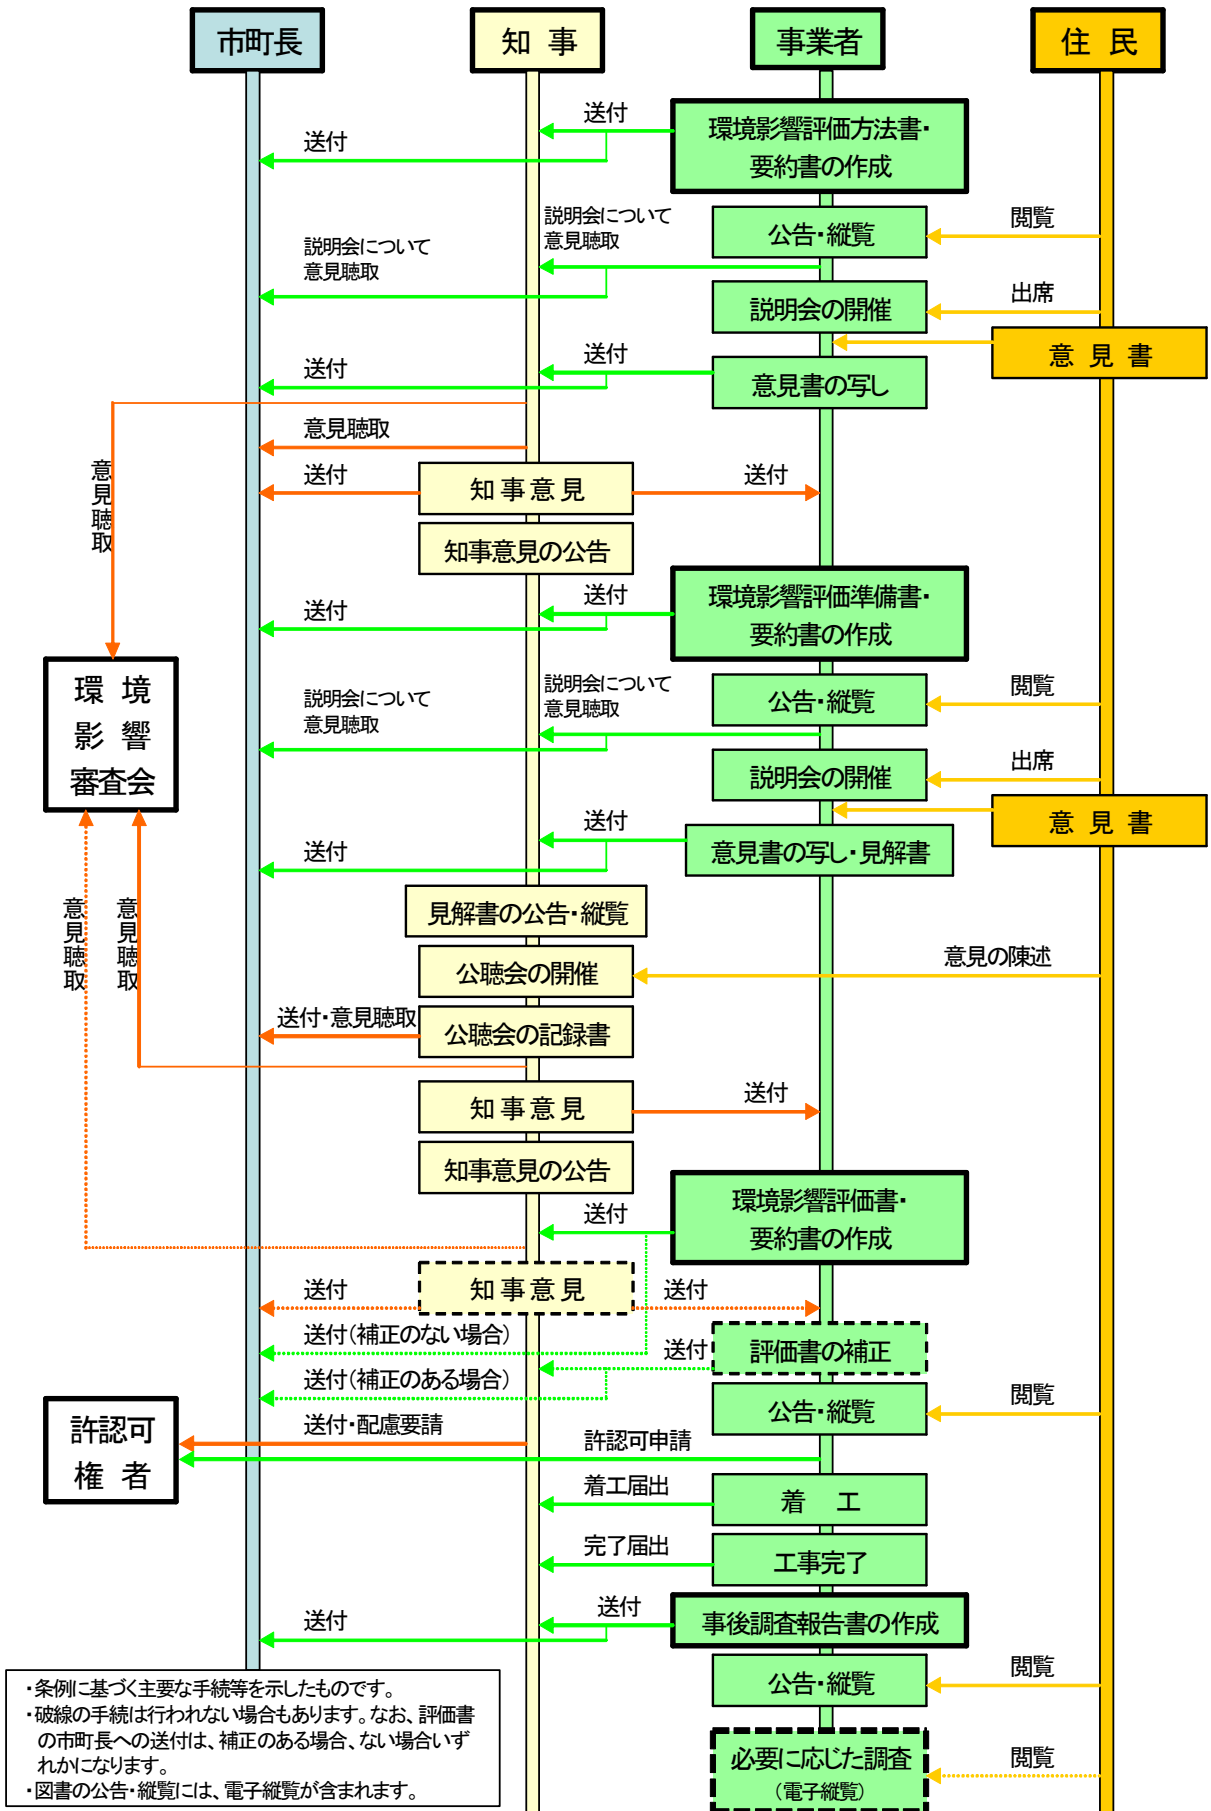 市町長
知 事
事業者
住 民
送付
送付
環境影響評価方法書・
要約書の作成
公告・縦覧
閲覧
説明会について
意見聴取
説明会について
意見聴取
説明会の開催
出席
意 見 書
送付
送付
意見書の写し
意見聴取
意見聴取
送付
知 事 意 見
送付
知事意見の公告
環境影響評価準備書・
要約書の作成
送付
送付
環 境
影 響
審査会
公告・縦覧
閲覧
説明会について
意見聴取
説明会について
意見聴取
説明会の開催
出席
意 見 書
送付
送付
意見書の写し・見解書
見解書の公告・縦覧
意見聴取
意見聴取
公聴会の開催
意見の陳述
送付・意見聴取
公聴会の記録書
知 事 意 見
送付
知事意見の公告
環境影響評価書・
要約書の作成
送付
送付
知 事 意 見
送付
送付(補正のない場合)
送付
評価書の補正
送付(補正のある場合)
公告・縦覧
閲覧
許認可
権 者
送付・配慮要請
許認可申請
着工届出
着 工
完了届出
工事完了
送付
送付
事後調査報告書の作成
公告・縦覧
閲覧
必要に応じた調査
(電子縦覧)
閲覧
・条例に基づく主要な手続等を示したものです。
・破線の手続は行われない場合もあります。なお、評価書
の市町長への送付は、補正のある場合、ない場合いず
れかになります。
・図書の公告・縦覧には、電子縦覧が含まれます。